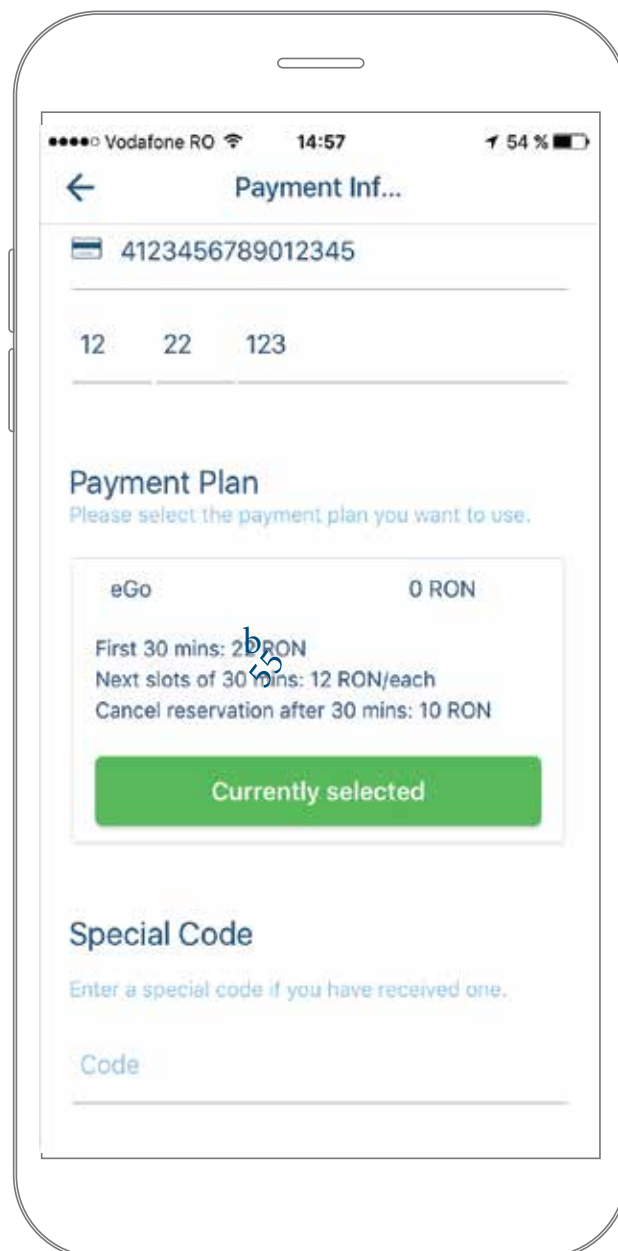 Vodafone RO 14:57 54 %
Payment Inf...
4123456789012345
12 22 123
Payment Plan
Please select the payment plan you want to use.
eGo 0 RON
First 30 mins: 22 RON
b
55
Next slots of 30 mins: 12 RON/each
Cancel reservation after 30 mins: 10 RON
Currently selected
Special Code
Enter a special code if you have received one.
Code